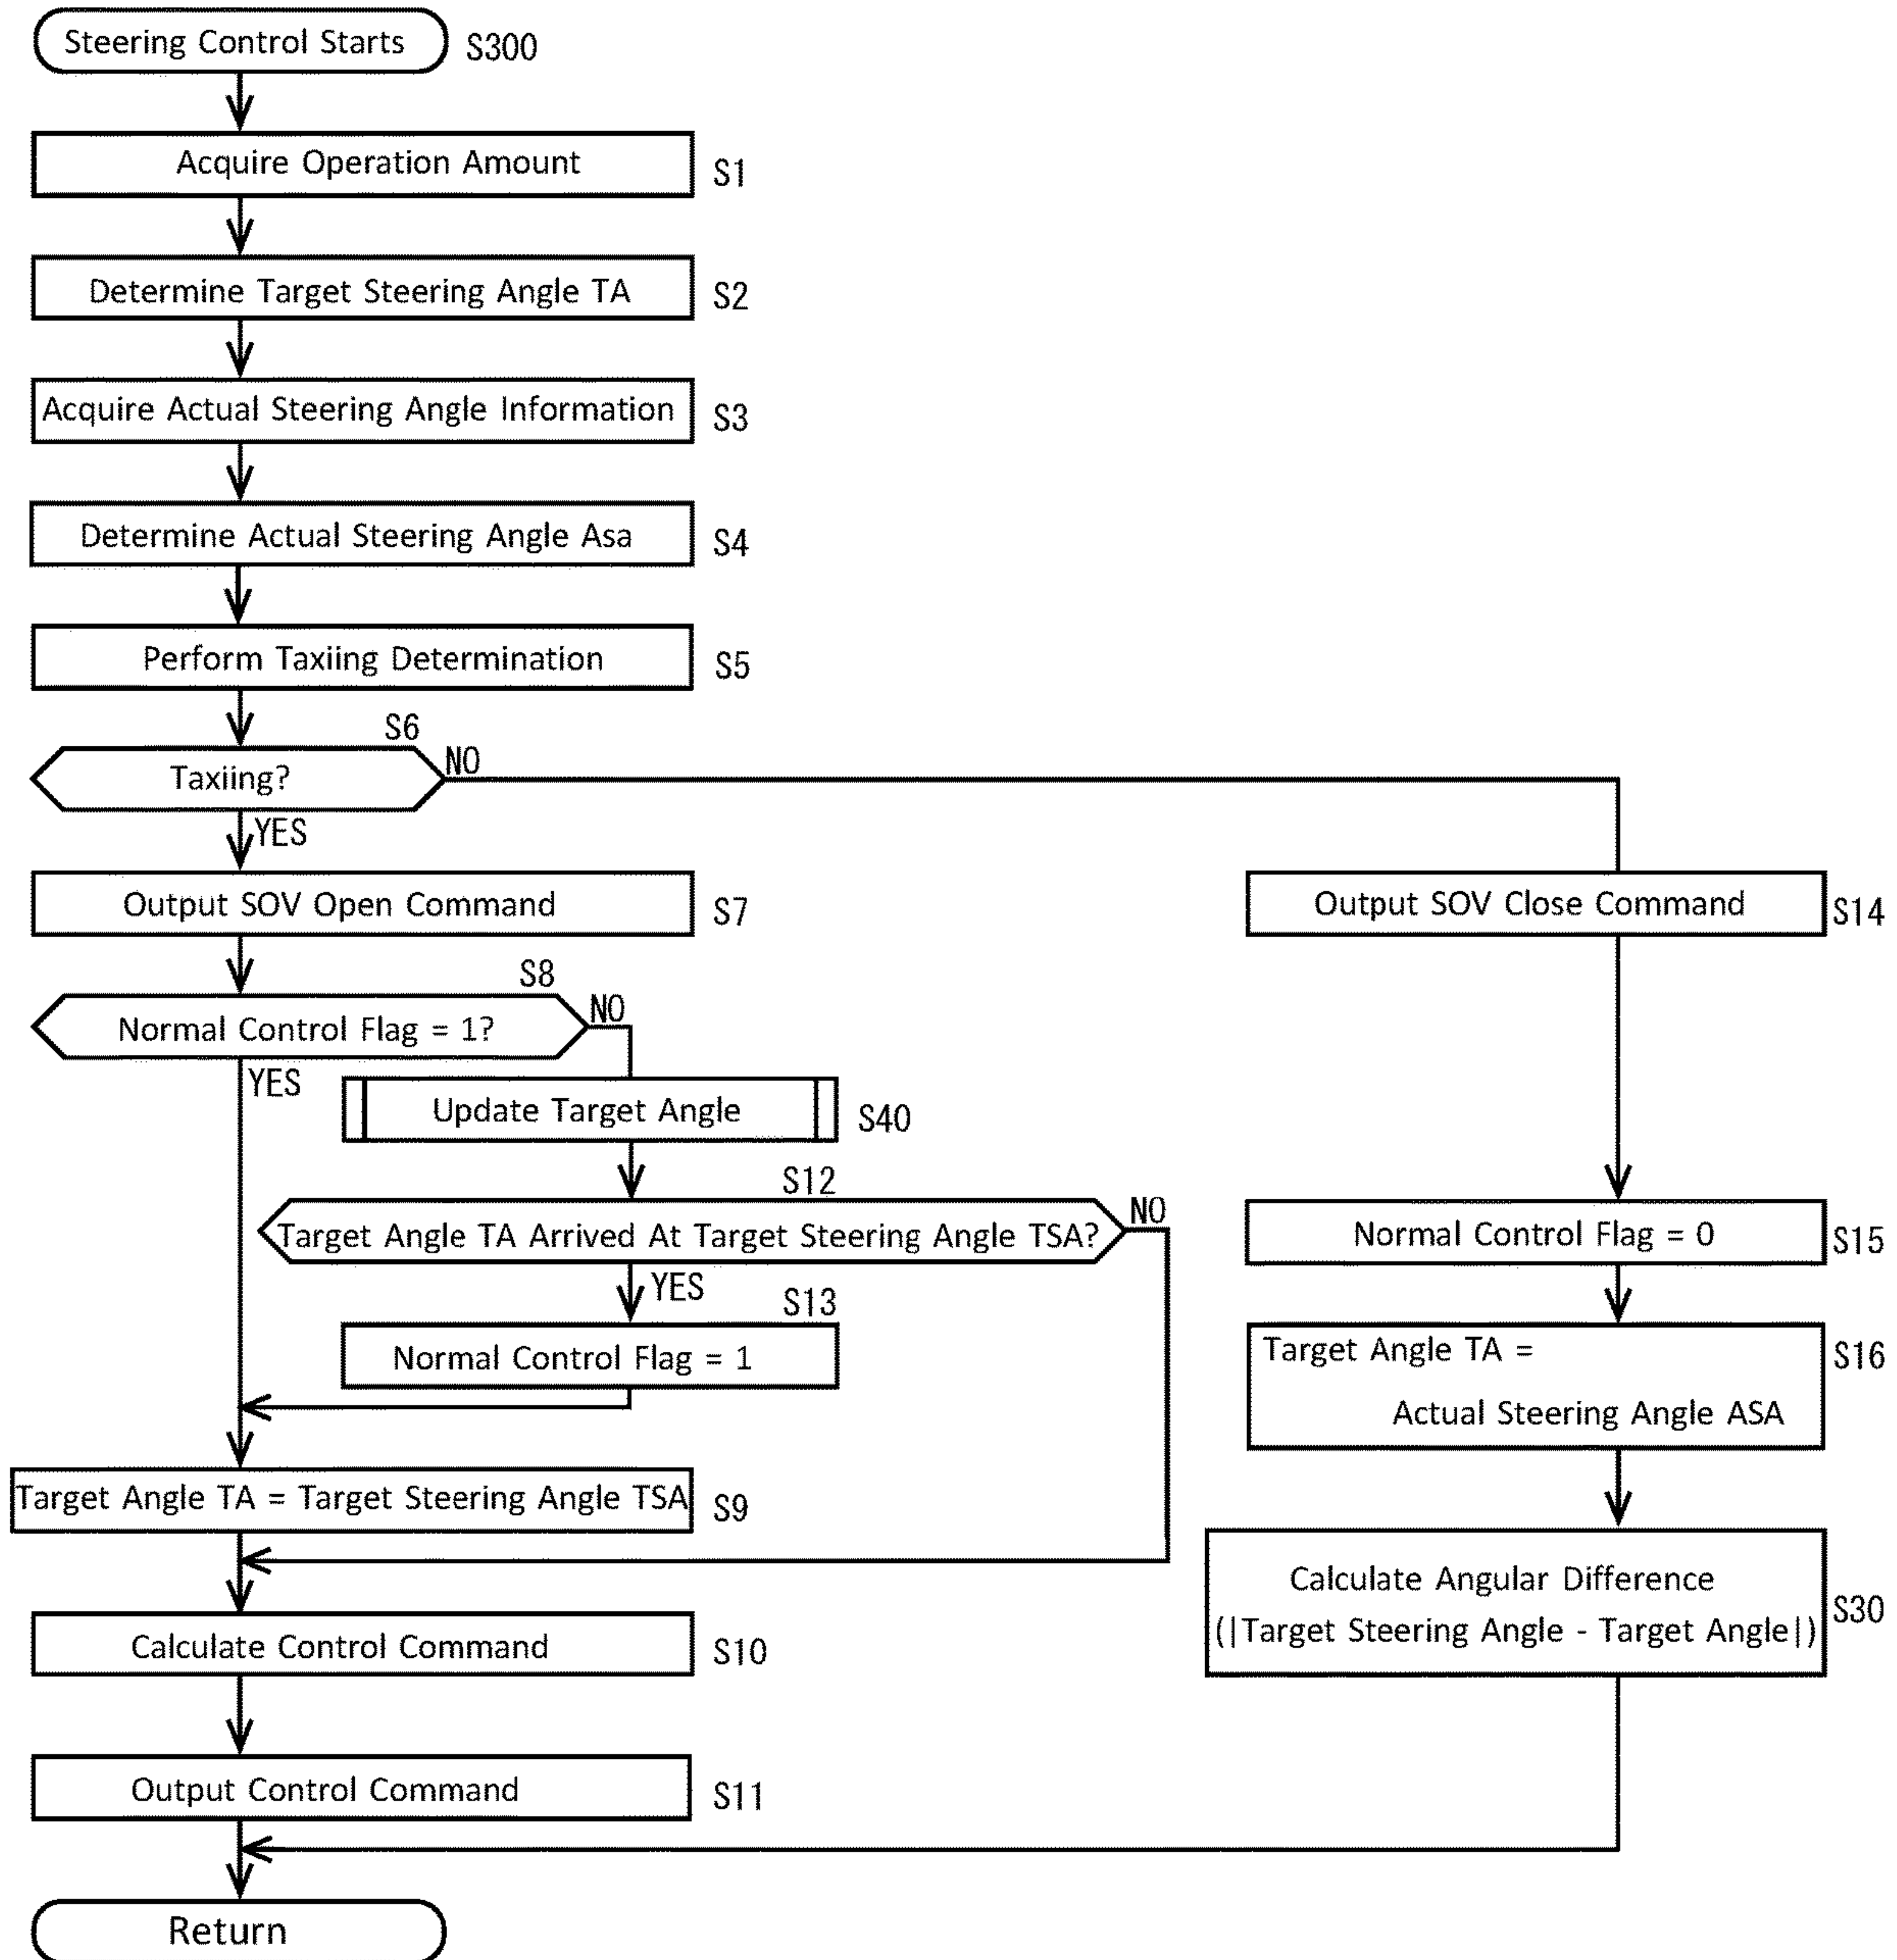 Steering Control Starts
S300
Acquire Operation Amount
S1
Determine Target Steering Angle TA
S2
Acquire Actual Steering Angle Information
S3
Determine Actual Steering Angle Asa
S4
Perform Taxiing Determination
S5
S6
Taxiing?
NO
YES
Output SOV Open Command
S7
Output SOV Close Command
S14
S8
Normal Control Flag = 1?
NO
YES
Update Target Angle
S40
S12
Target Angle TA Arrived At Target Steering Angle TSA?
NO
YES
Normal Control Flag = 0
S15
S13
Normal Control Flag = 1
Target Angle TA =
Actual Steering Angle ASA
S16
Target Angle TA = Target Steering Angle TSA
S9
Calculate Angular Difference
(|Target Steering Angle - Target Angle|)
S30
Calculate Control Command
S10
Output Control Command
S11
Return